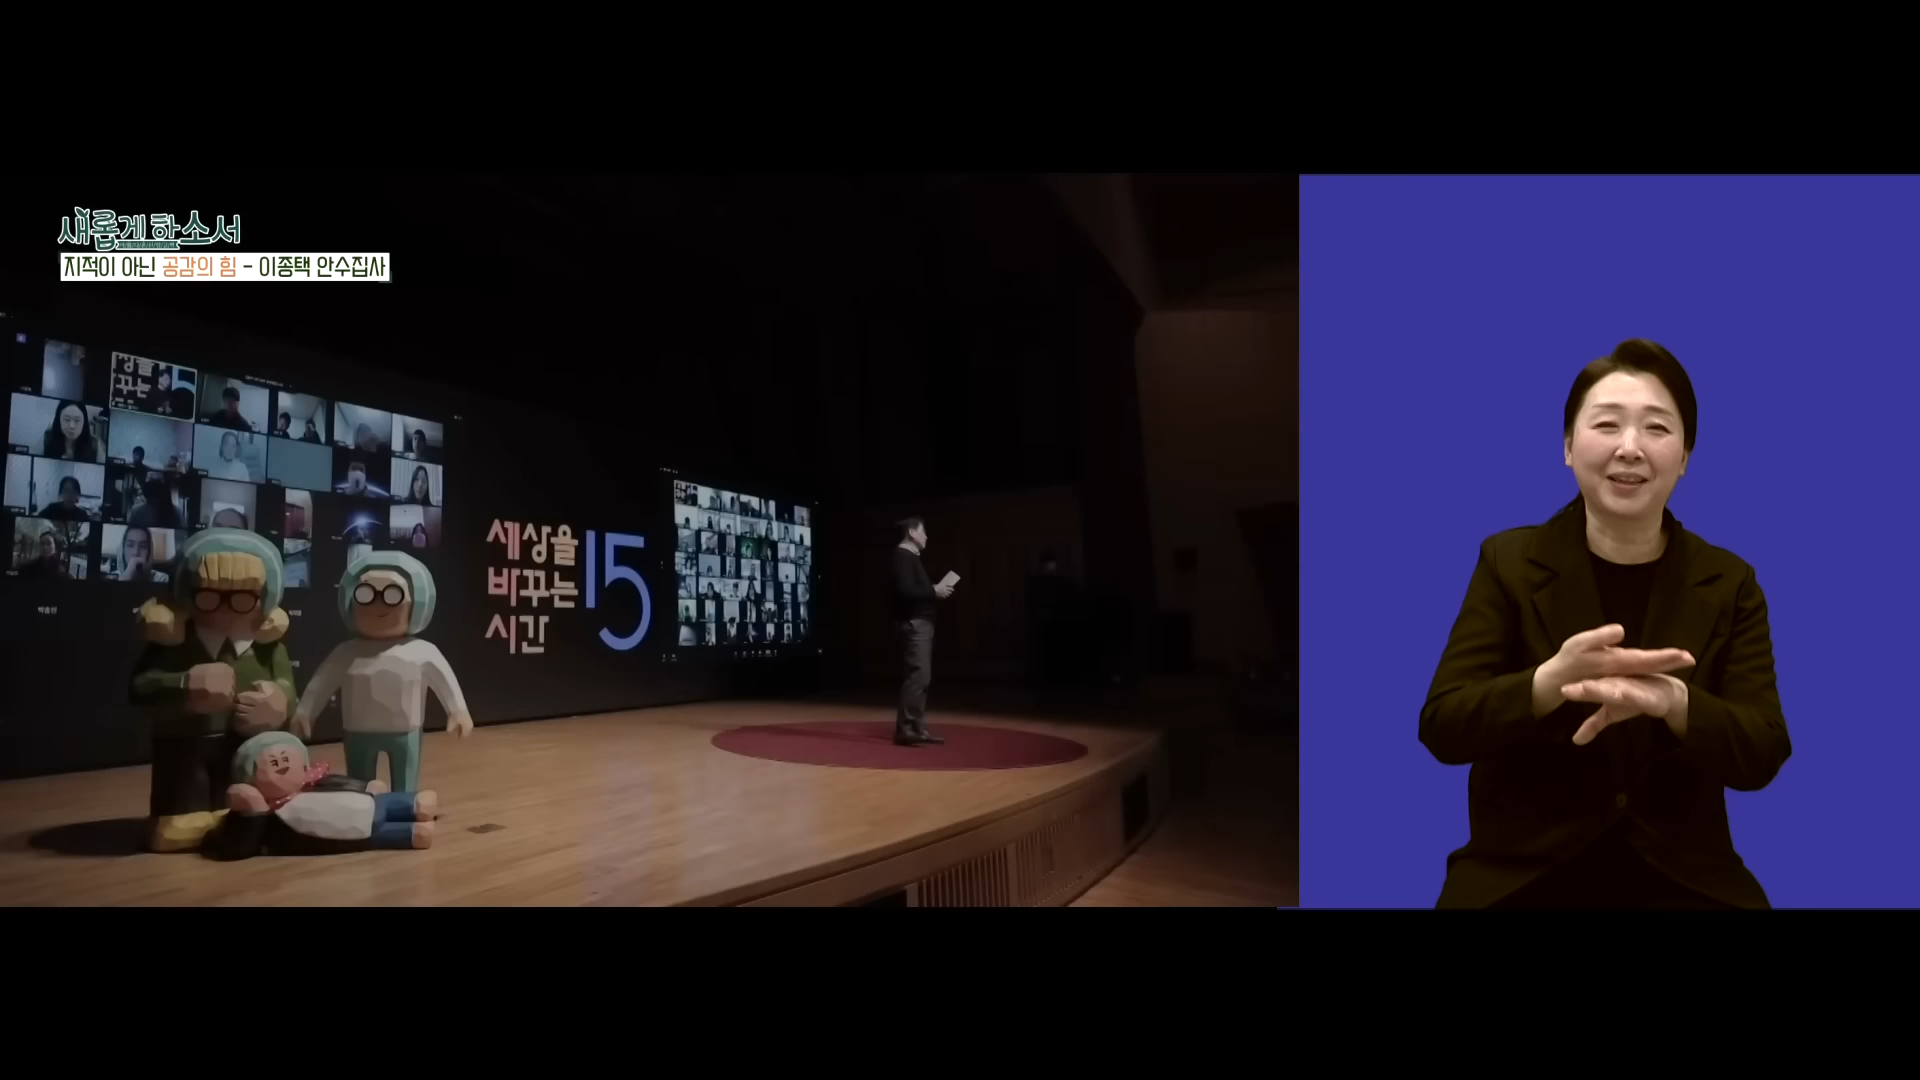 새롭게 하소서
지적이 아닌 공감의 힘 - 이종택 안수집사
세상을
바꾸는
시간
15